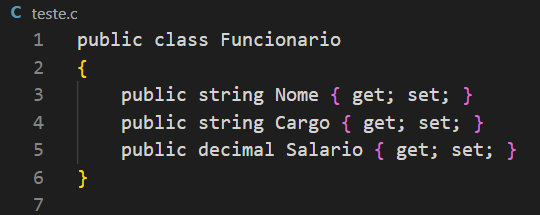 C teste.c
1 public class Funcionario
2 {
3 public string Nome { get; set; }
4 public string Cargo { get; set; }
5 public decimal Salario { get; set; }
6 }
7